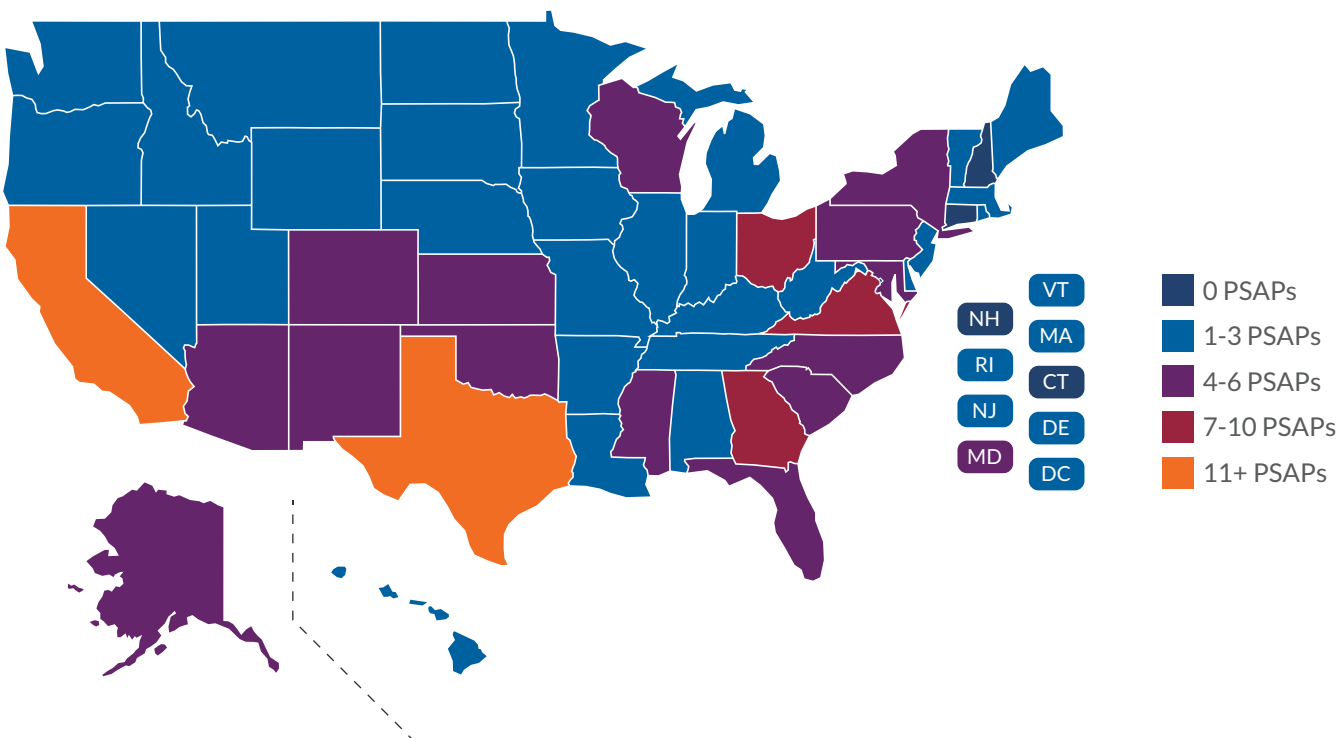 VT
NH
MA
RI
CT
NJ
DE
MD
DC
0 PSAPs
1-3 PSAPs
4-6 PSAPs
7-10 PSAPs
11+ PSAPs